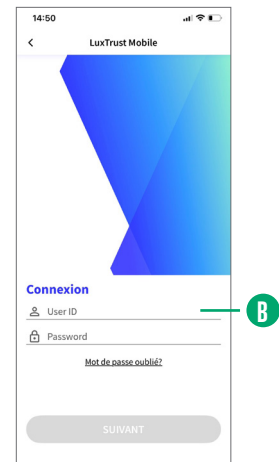 14:50
LuxTrust Mobile
Connexion
User ID
B
Password
Mot de passe oublié?
SUIVANT